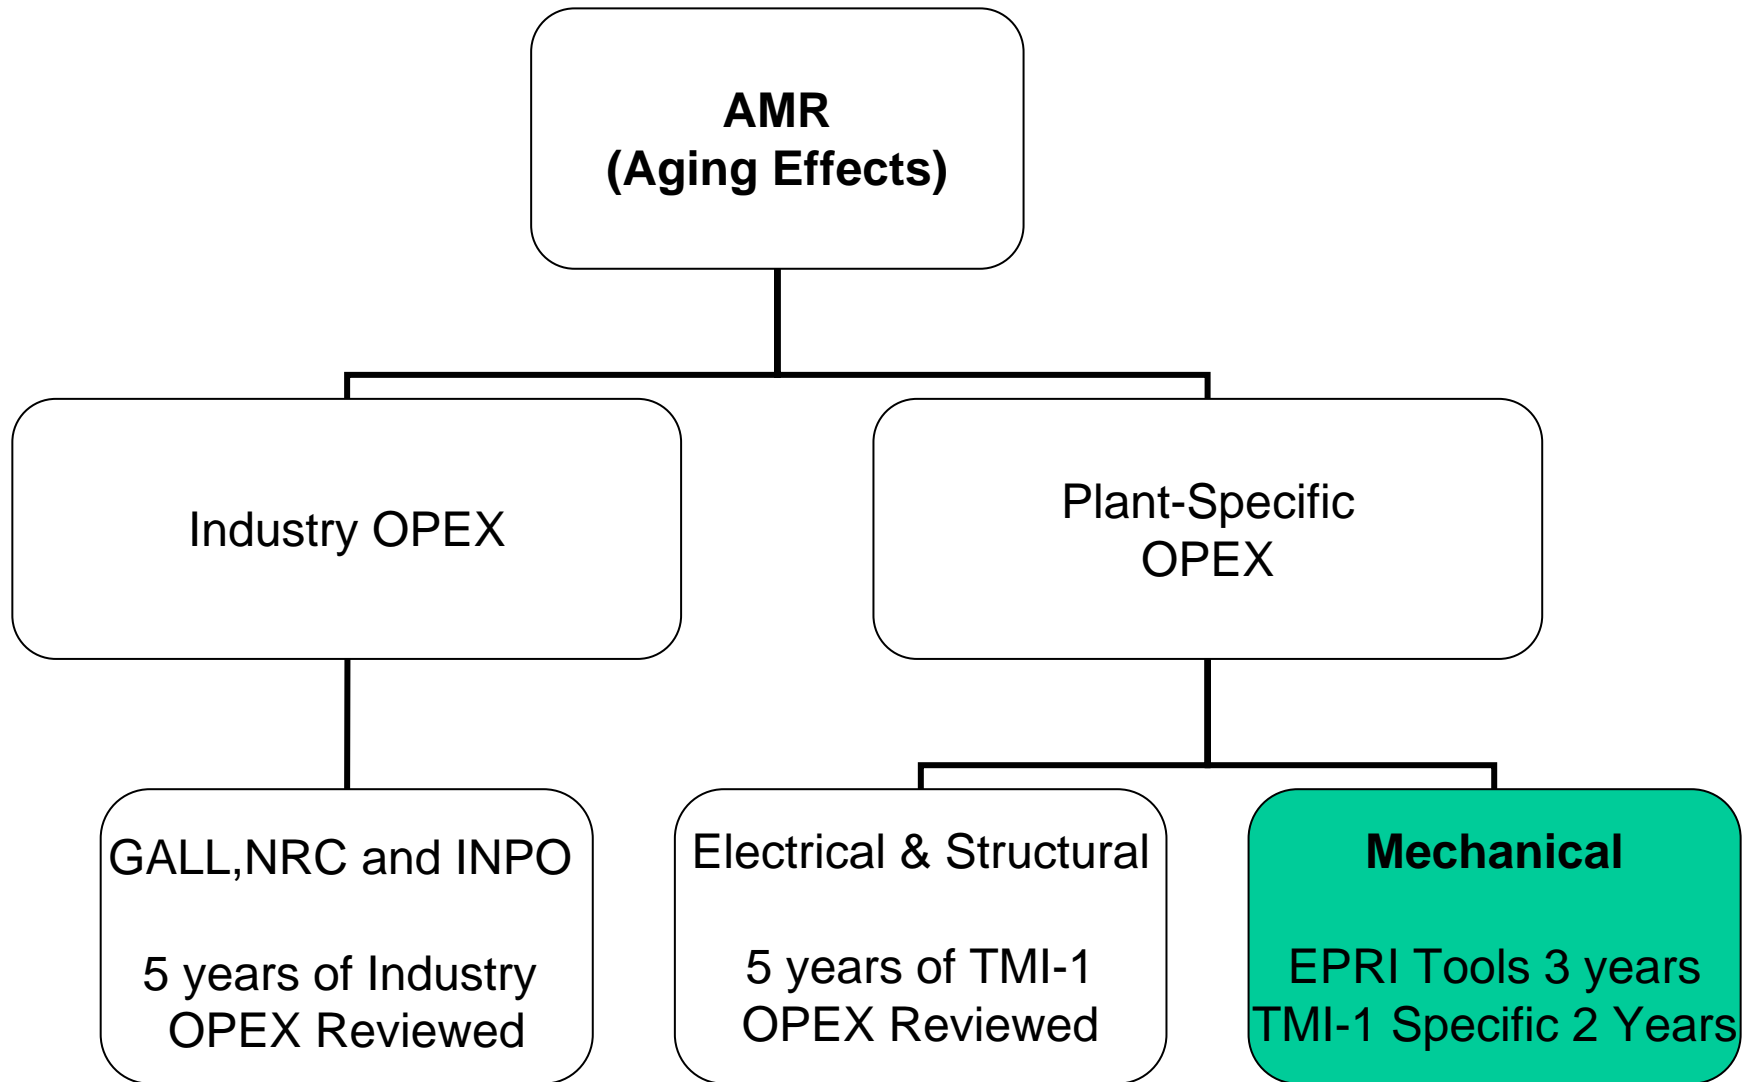 AMR
(Aging Effects)
Industry OPEX
Plant-Specific
OPEX
GALL,NRC and INPO
5 years of Industry
OPEX Reviewed
Electrical & Structural
5 years of TMI-1
OPEX Reviewed
Mechanical
EPRI Tools 3 years
TMI-1 Specific 2 Years